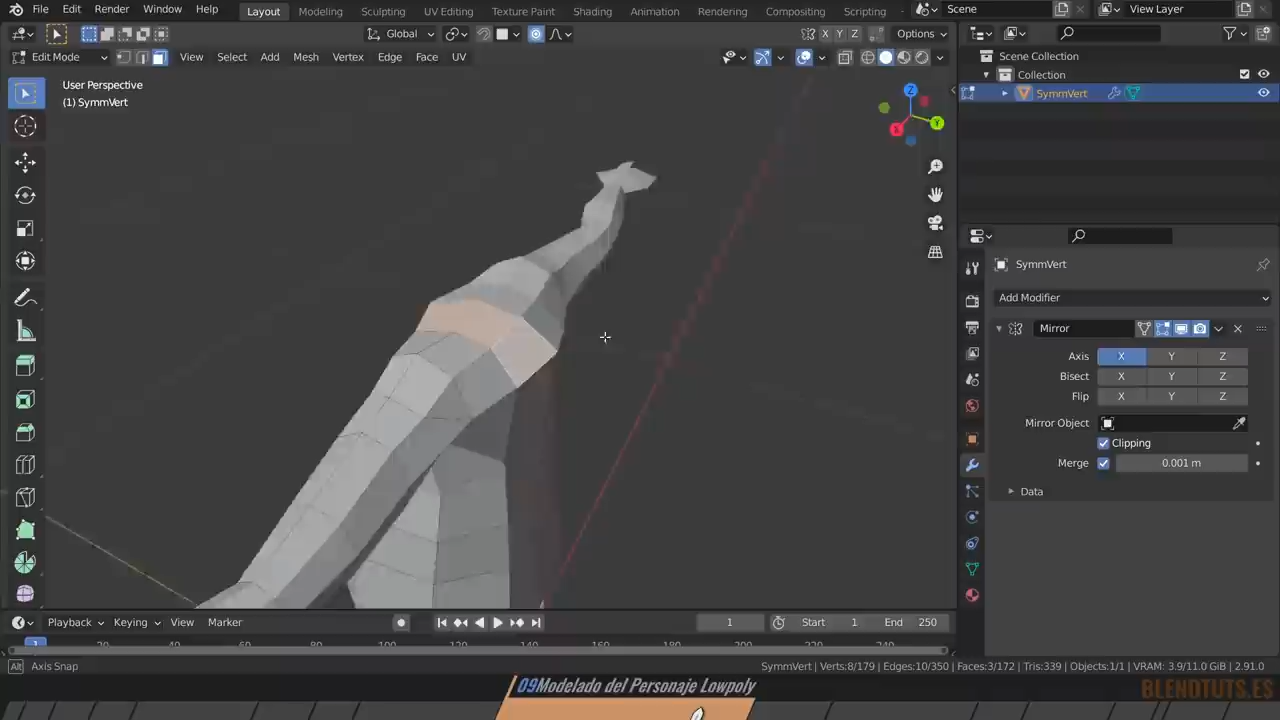 File Edit Render Window Help Layout Modeling Sculpting UV Editing Texture Paint Shading Animation Rendering Compositing Scripting Scene View Layer
Global Options
Edit Mode View Select Add Mesh Vertex Edge Face UV
X Y Z
User Perspective
(1) SymmVert
Z
Y
X
Scene Collection
Collection
SymmVert
SymmVert
Add Modifier
Mirror
Axis X Y Z
Bisect X Y Z
Flip X Y Z
Mirror Object
Clipping
Merge 0.001 m
Data
Playback Keying View Marker 1 Start 1 End 250
1
Alt Axis Snap SymmVert | Verts:8/179 | Edges:10/350 | Faces:3/172 | Tris:339 | Objects:1/1 | VRAM: 3.9/11.0 GiB | 2.91.0
09Modelado del Personaje Lowpoly
BLENDTUTS.ES